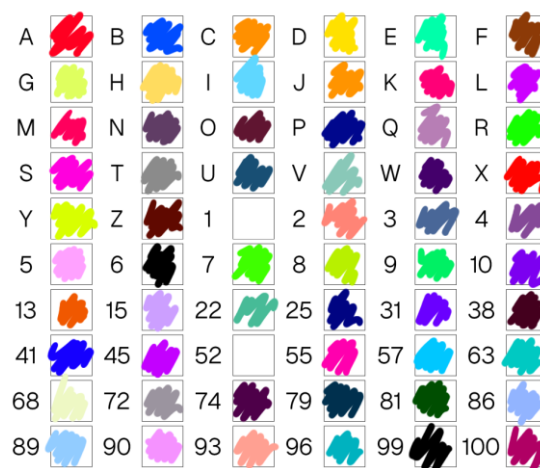 A B C D E F
G H I J K L
M N O P Q R
S T U V W X
Y Z 1 2 3 4
5 6 7 8 9 10
13 15 22 25 31 38
41 45 52 55 57 63
68 72 74 79 81 86
89 90 93 96 99 100